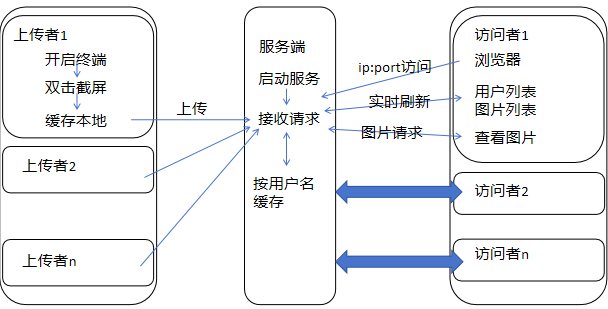 上传者1
开启终端
双击截屏
缓存本地
上传者2
上传者n
上传
服务端
启动服务
接收请求
按用户名
缓存
ip:port访问
实时刷新
图片请求
访问者1
浏览器
用户列表
图片列表
查看图片
访问者2
访问者n